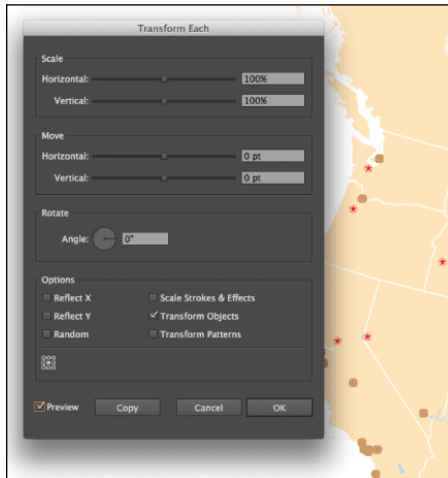 Transform Each
Scale
Horizontal: 100%
Vertical: 100%
Move
Horizontal: 0 pt
Vertical: 0 pt
Rotate
Angle: 0°
Options
Reflect X Scale Strokes & Effects
Reflect Y Transform Objects
Random Transform Patterns
Preview Copy Cancel OK